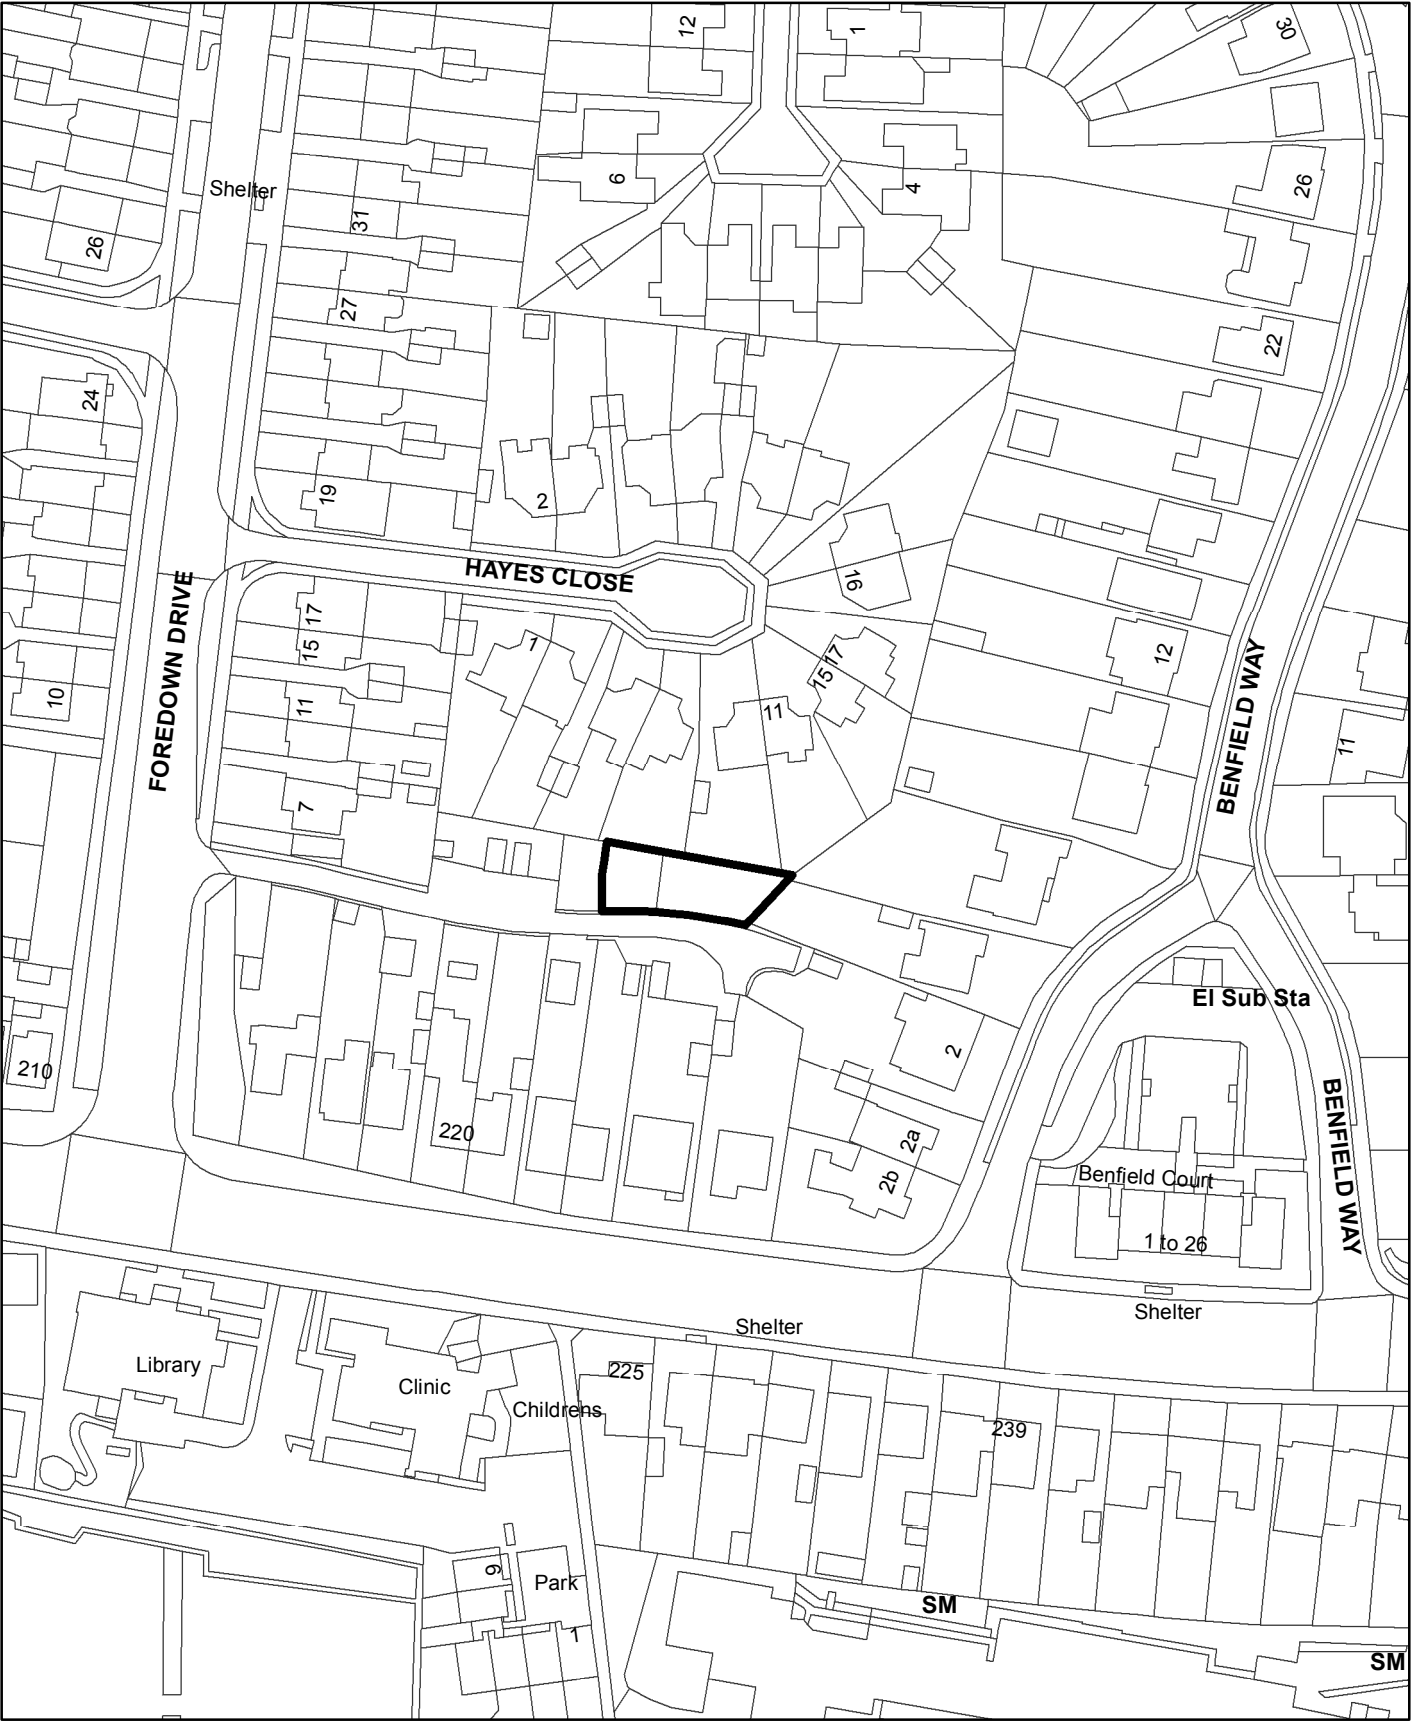 12
1
30
Shelter
6
4
26
31
26
27
22
24
19
2
HAYES CLOSE
16
17
15
1
17
15
12
10
11
11
11
FOREDOWN DRIVE
BENFIELD WAY
7
El Sub Sta
2
210
220
2a
2b
BENFIELD WAY
Benfield Court
1 to 26
Shelter
Shelter
Library
Clinic
225
Childrens
239
9
Park
SM
1
SM